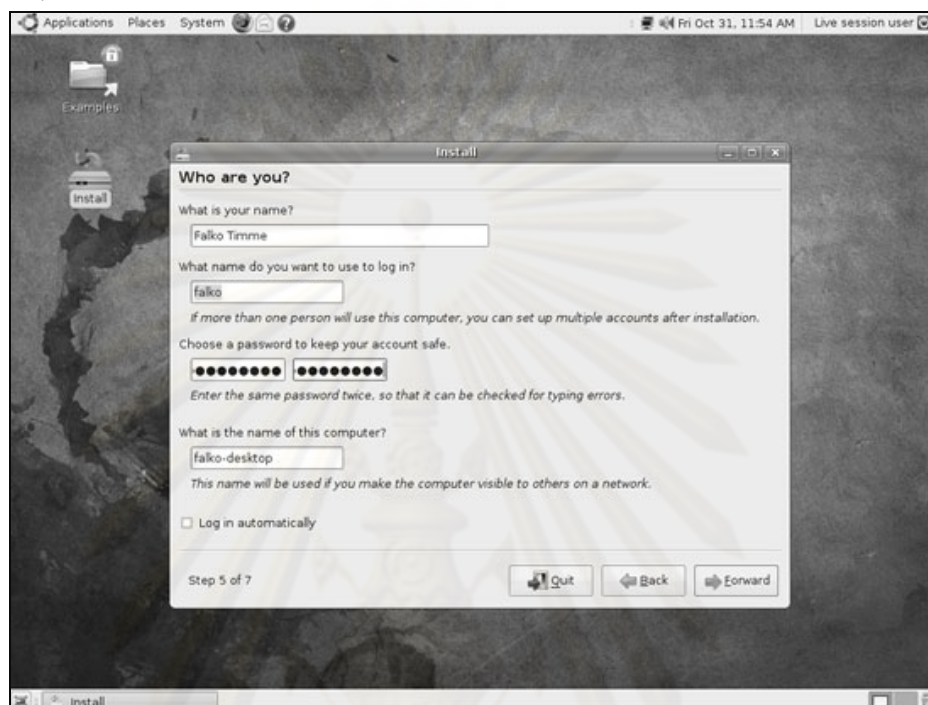 Applications Places System Fri Oct 31, 11:54 AM Live session user
Examples
Install
Install
Who are you?
What is your name?
Falko Timme
What name do you want to use to log in?
falko
If more than one person will use this computer, you can set up multiple accounts after installation.
Choose a password to keep your account safe.
Enter the same password twice, so that it can be checked for typing errors.
What is the name of this computer?
falko-desktop
This name will be used if you make the computer visible to others on a network.
Log in automatically
Step 5 of 7 Quit Back Forward
Install